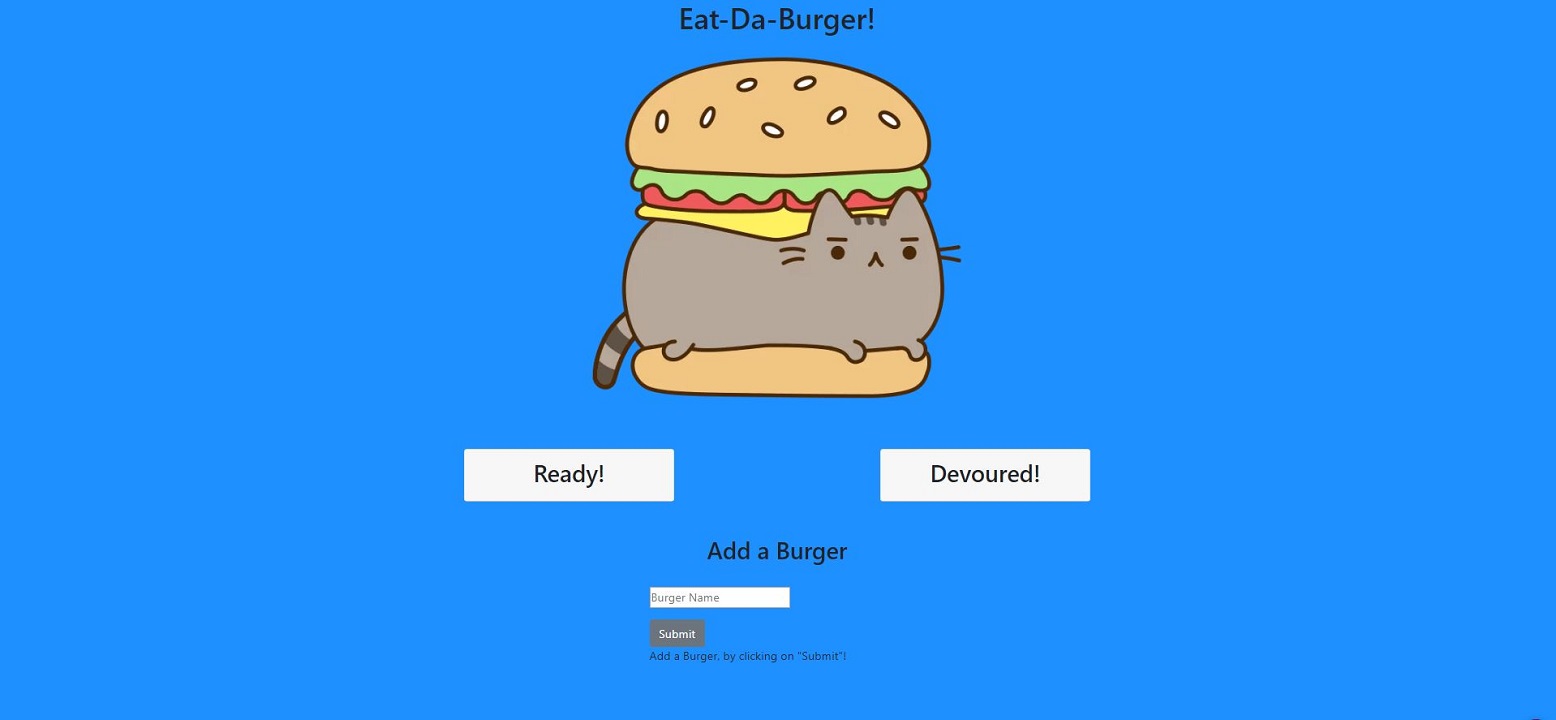 Eat-Da-Burger!
Ready!
Devoured!
Add a Burger
Burger Name
Submit
Add a Burger, by clicking on "Submit"!